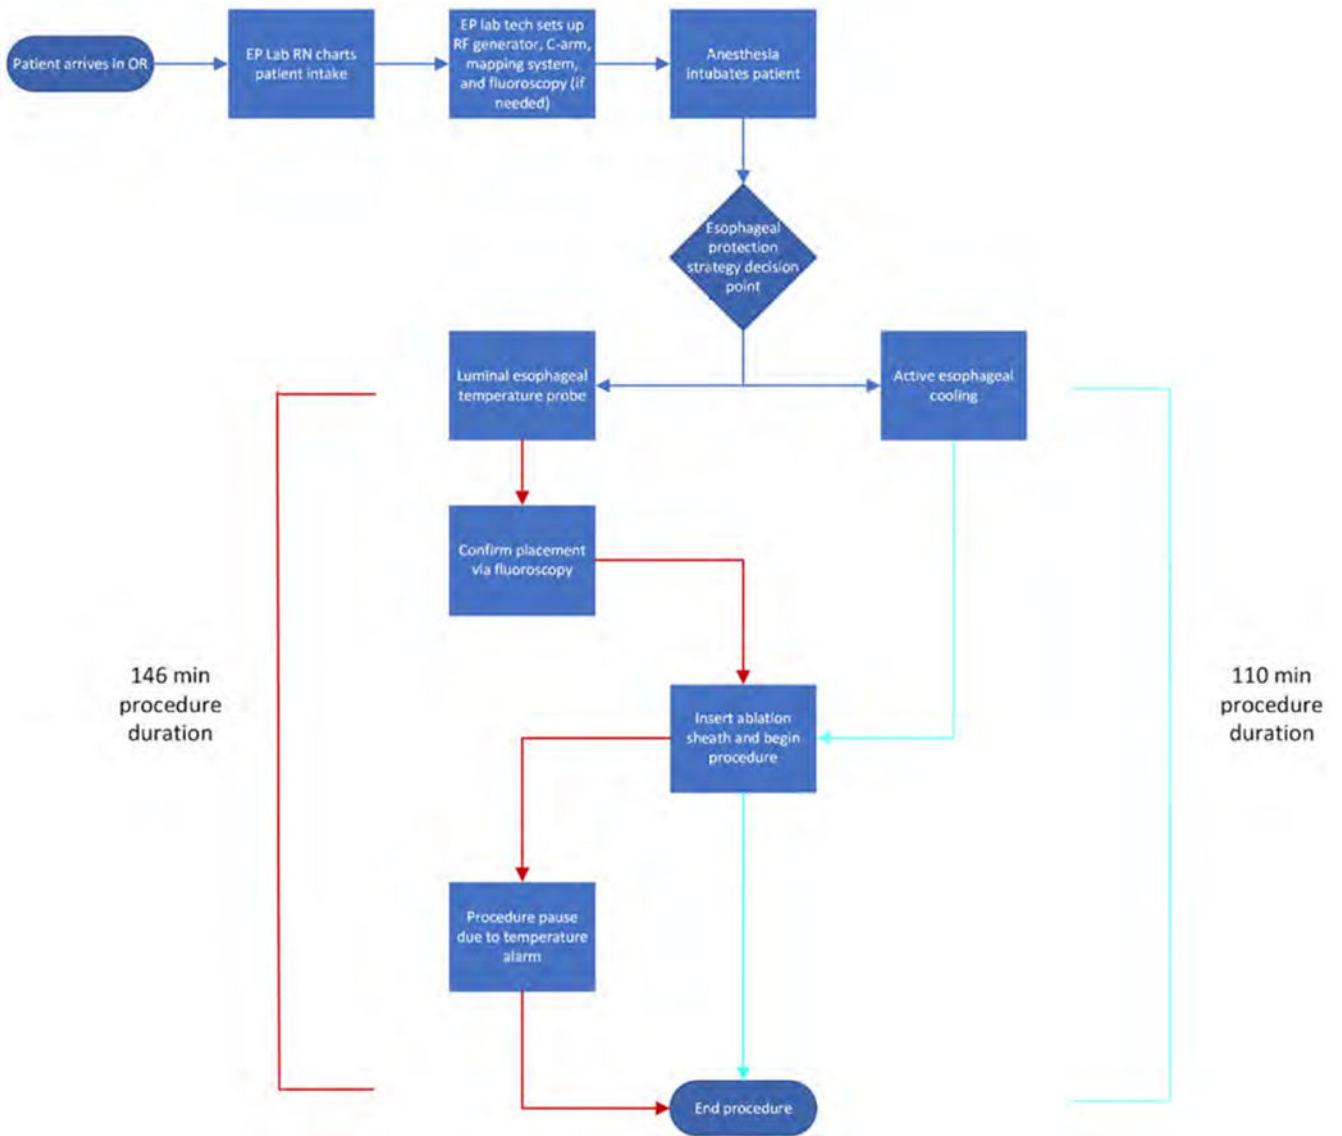 Patient arrives in OR
EP Lab RN charts
patient intake
EP lab tech sets up
RF generator, C-arm,
mapping system,
and fluoroscopy (if
needed)
Anesthesia
intubates patient
Esophageal
protection
strategy decision
point
Luminal esophageal
temperature probe
Active esophageal
cooling
Confirm placement
via fluoroscopy
146 min
procedure
duration
Insert ablation
sheath and begin
procedure
110 min
procedure
duration
Procedure pause
due to temperature
alarm
End procedure